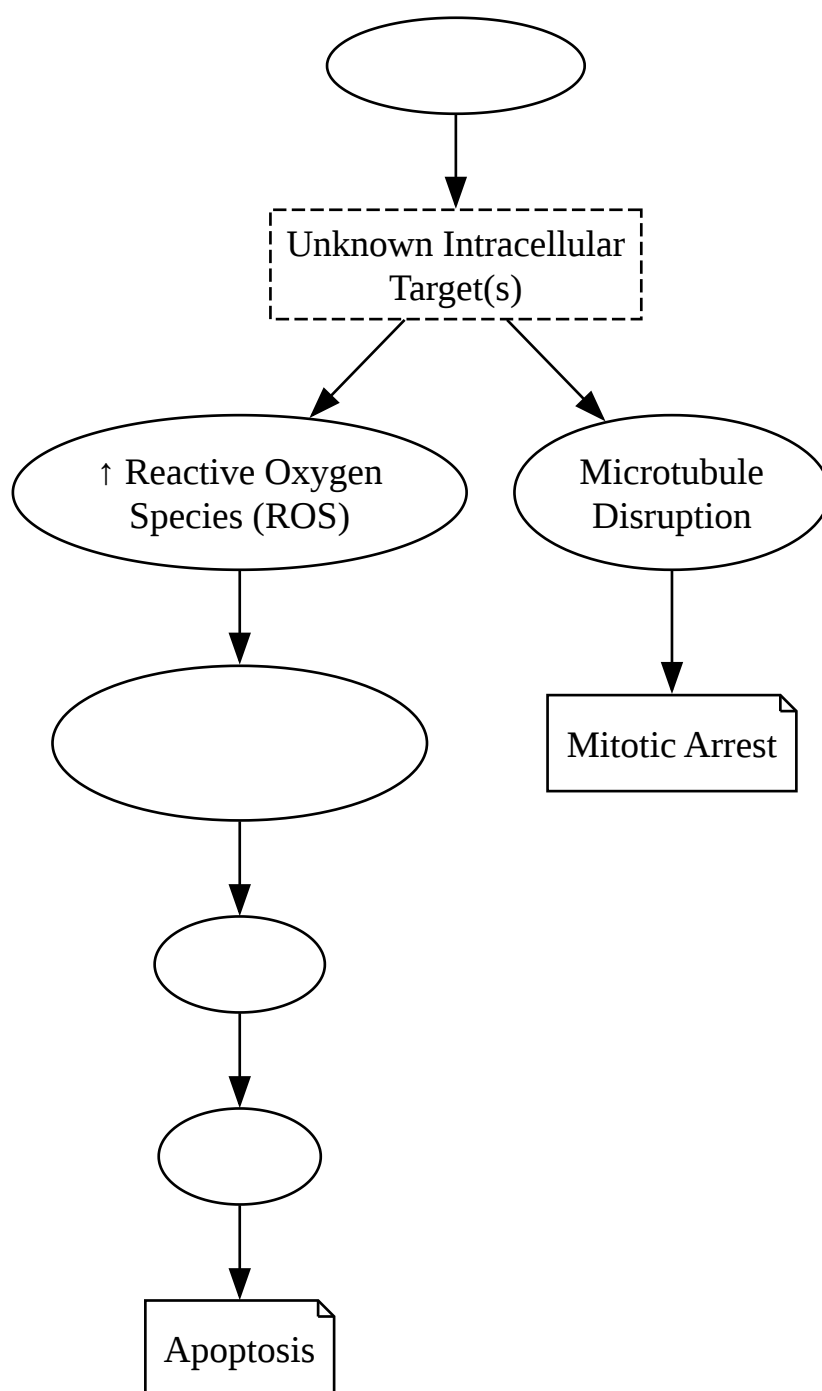 Unknown Intracellular
Target(s)
↑ Reactive Oxygen
Species (ROS)
Microtubule
Disruption
Mitotic Arrest
Apoptosis